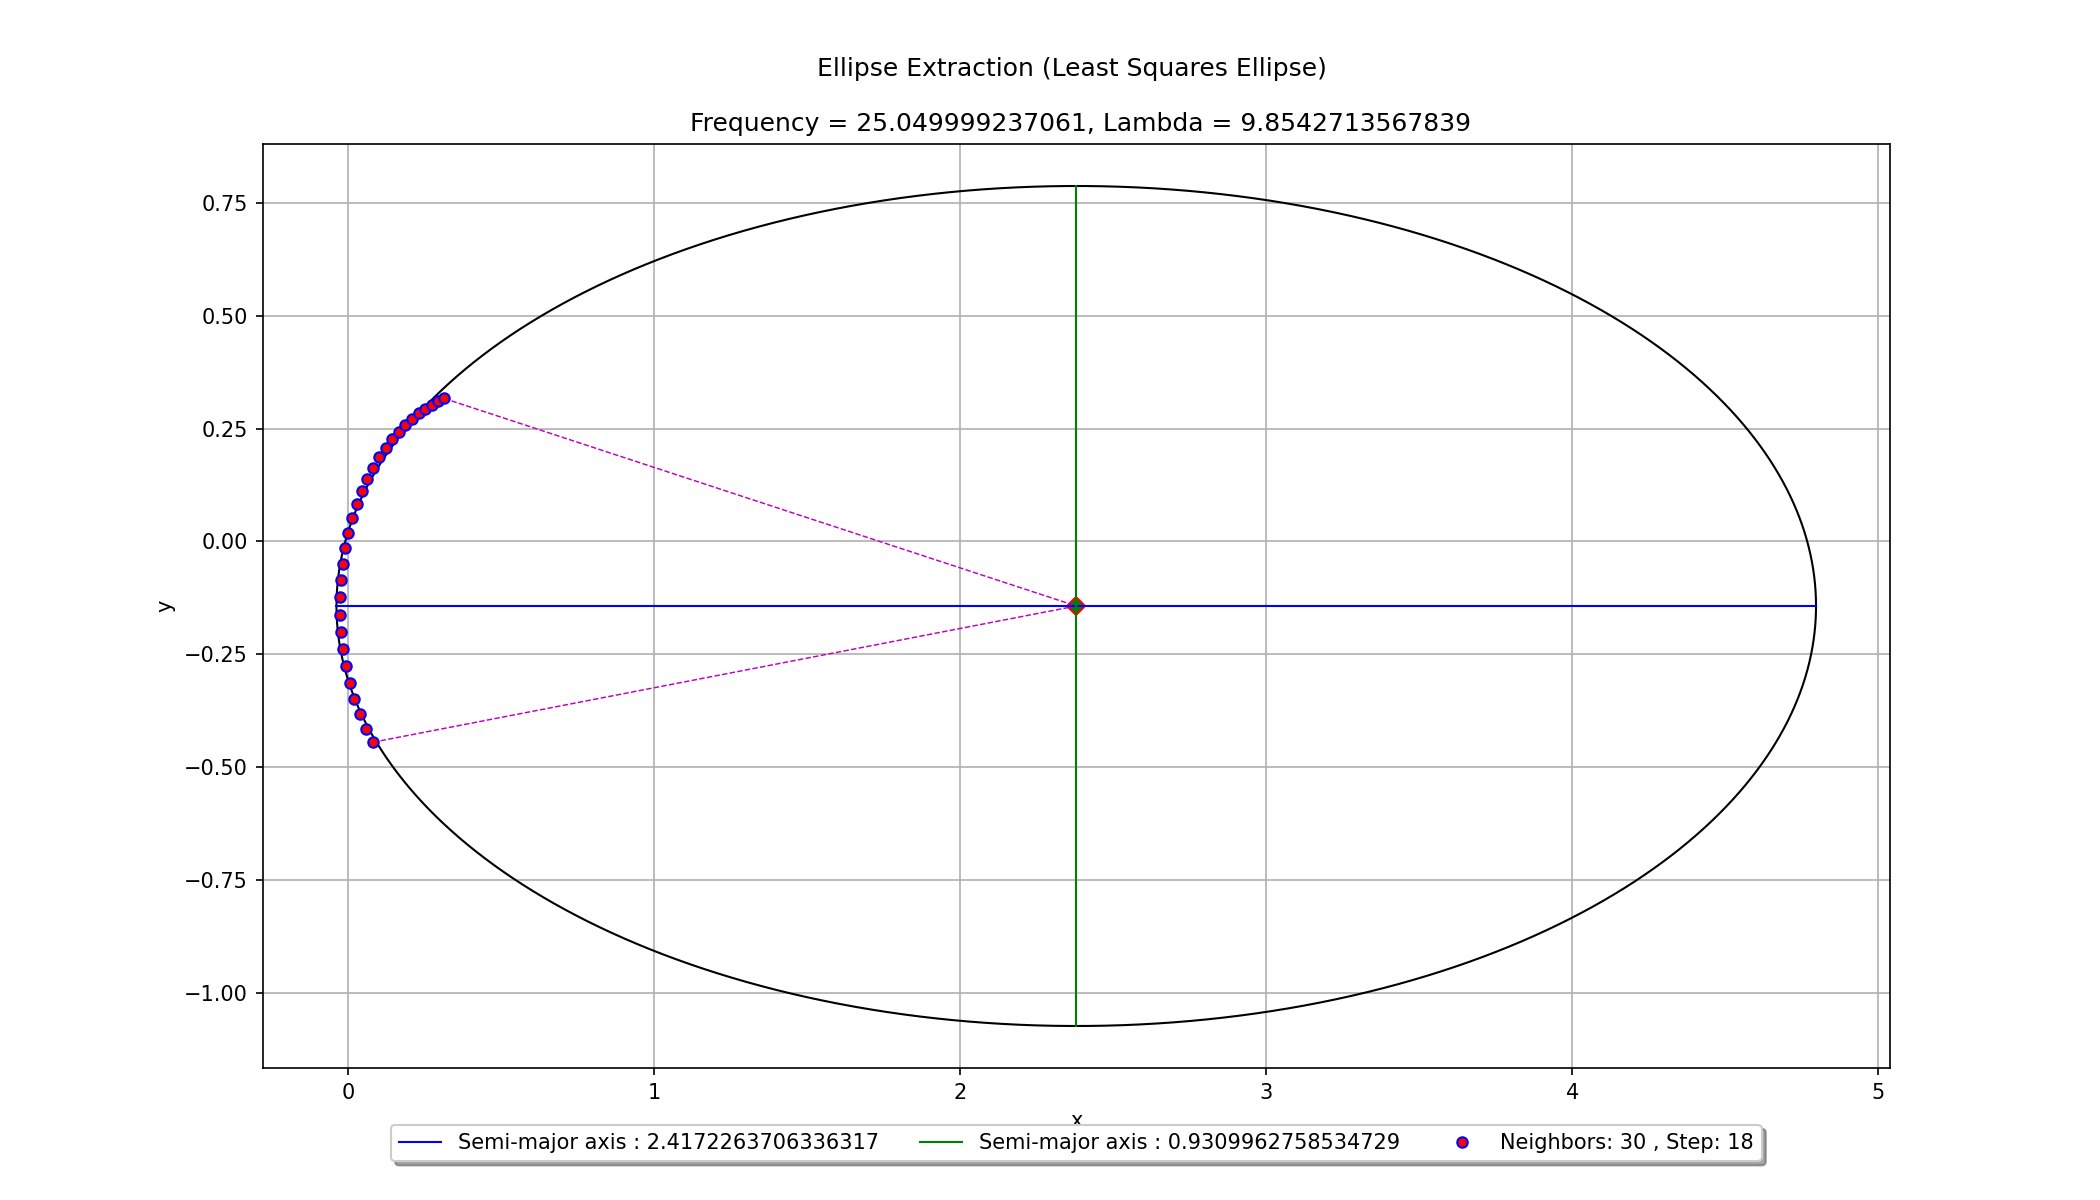 Ellipse Extraction (Least Squares Ellipse)
Frequency = 25.049999237061, Lambda = 9.8542713567839
0.75
0.50
0.25
0.00
−0.25
−0.50
−0.75
−1.00
y
0 1 2 3 4 5
x
Semi-major axis : 2.4172263706336317 Semi-major axis : 0.9309962758534729 Neighbors: 30 , Step: 18